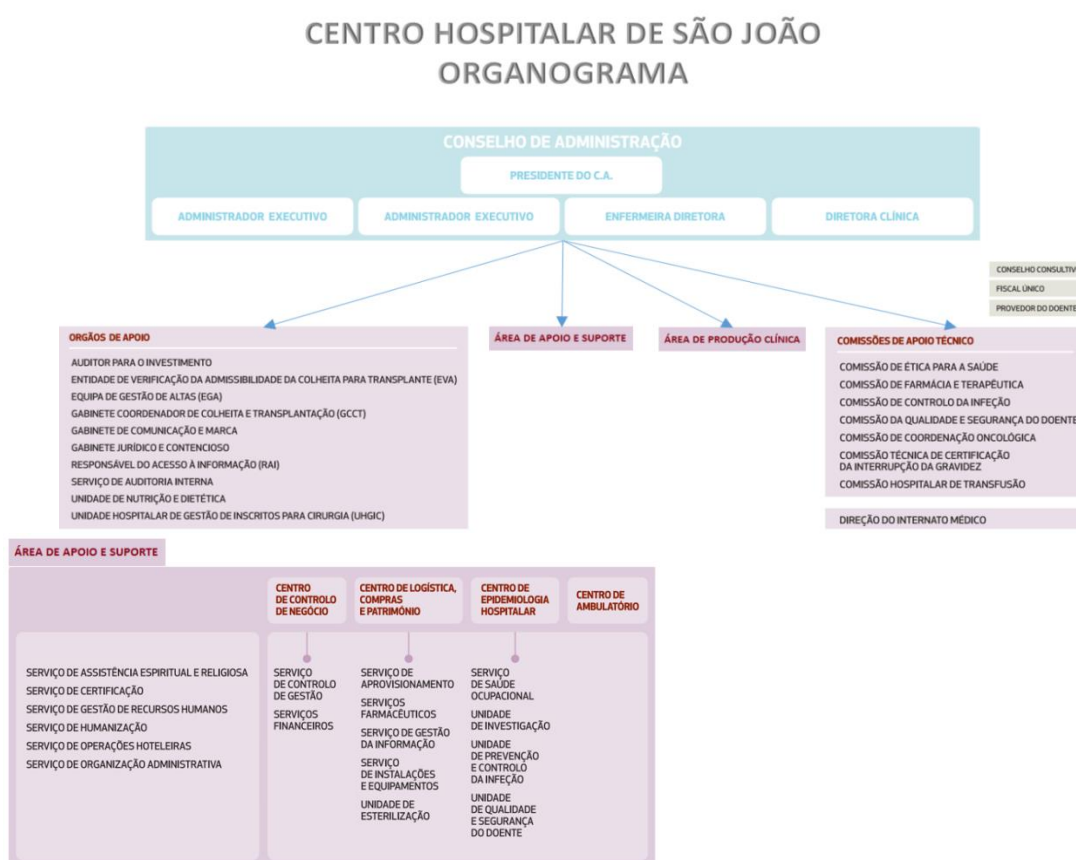 CENTRO HOSPITALAR DE SÃO JOÃO
ORGANOGRAMA
CONSELHO DE ADMINISTRAÇÃO
PRESIDENTE DO C.A.
ADMINISTRADOR EXECUTIVO
ADMINISTRADOR EXECUTIVO
ENFERMEIRA DIRETORA
DIRETORA CLÍNICA
CONSELHO CONSULTIV
FISCAL ÚNICO
PROVEDOR DO DOENTE
ORGÃOS DE APOIO
AUDITOR PARA O INVESTIMENTO
ENTIDADE DE VERIFICAÇÃO DA ADMISSIBILIDADE DA COLHEITA PARA TRANSPLANTE (EVA)
EQUIPA DE GESTÃO DE ALTAS (EGA)
GABINETE COORDENADOR DE COLHEITA E TRANSPLANTAÇÃO (GCCT)
GABINETE DE COMUNICAÇÃO E MARCA
GABINETE JURÍDICO E CONTENCIOSO
RESPONSÁVEL DO ACESSO À INFORMAÇÃO (RAI)
SERVIÇO DE AUDITORIA INTERNA
UNIDADE DE NUTRIÇÃO E DIETÉTICA
UNIDADE HOSPITALAR DE GESTÃO DE INSCRITOS PARA CIRURGIA (UHGIC)
ÁREA DE APOIO E SUPORTE
ÁREA DE PRODUÇÃO CLÍNICA
COMISSÕES DE APOIO TÉCNICO
COMISSÃO DE ÉTICA PARA A SAÚDE
COMISSÃO DE FARMÁCIA E TERAPÊUTICA
COMISSÃO DE CONTROLO DA INFEÇÃO
COMISSÃO DA QUALIDADE E SEGURANÇA DO DOENTE
COMISSÃO DE COORDENAÇÃO ONCOLÓGICA
COMISSÃO TÉCNICA DE CERTIFICAÇÃO
DA INTERRUPÇÃO DA GRAVIDEZ
COMISSÃO HOSPITALAR DE TRANSFUSÃO
DIREÇÃO DO INTERNATO MÉDICO
ÁREA DE APOIO E SUPORTE
SERVIÇO DE ASSISTÊNCIA ESPIRITUAL E RELIGIOSA
SERVIÇO DE CERTIFICAÇÃO
SERVIÇO DE GESTÃO DE RECURSOS HUMANOS
SERVIÇO DE HUMANIZAÇÃO
SERVIÇO DE OPERAÇÕES HOTELEIRAS
SERVIÇO DE ORGANIZAÇÃO ADMINISTRATIVA
CENTRO
DE CONTROLO
DE NEGÓCIO
SERVIÇO
DE CONTROLO
DE GESTÃO
SERVIÇOS
FINANCEIROS
CENTRO DE LOGÍSTICA,
COMPRAS
E PATRIMÓNIO
SERVIÇO DE
APROVISIONAMENTO
SERVIÇOS
FARMACÊUTICOS
SERVIÇO DE GESTÃO
DA INFORMAÇÃO
SERVIÇO
DE INSTALAÇÕES
E EQUIPAMENTOS
UNIDADE DE
ESTERILIZAÇÃO
CENTRO DE
EPIDEMIOLOGIA
HOSPITALAR
SERVIÇO
DE SAÚDE
OCUPACIONAL
UNIDADE
DE INVESTIGAÇÃO
UNIDADE
DE PREVENÇÃO
E CONTROLO
DA INFEÇÃO
UNIDADE
DE QUALIDADE
E SEGURANÇA
DO DOENTE
CENTRO DE
AMBULATÓRIO